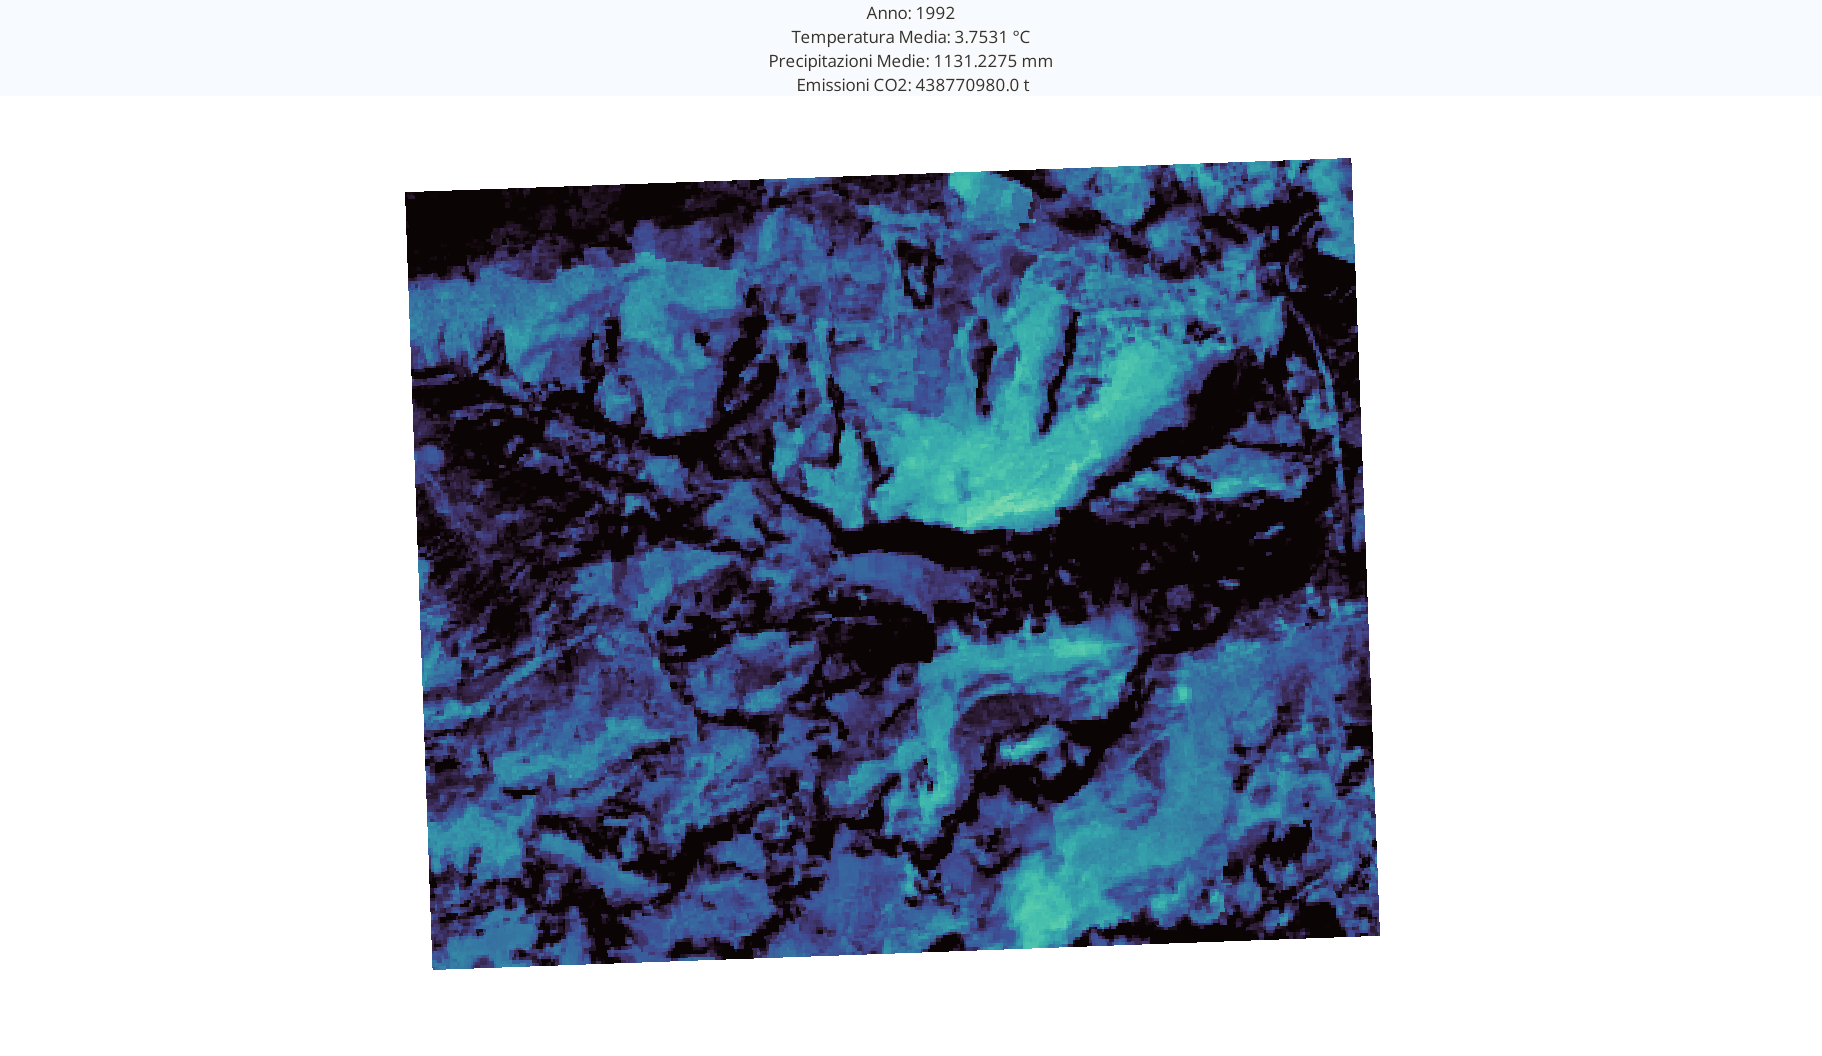 Anno: 1992
Temperatura Media: 3.7531 °C
Precipitazioni Medie: 1131.2275 mm
Emissioni CO2: 438770980.0 t